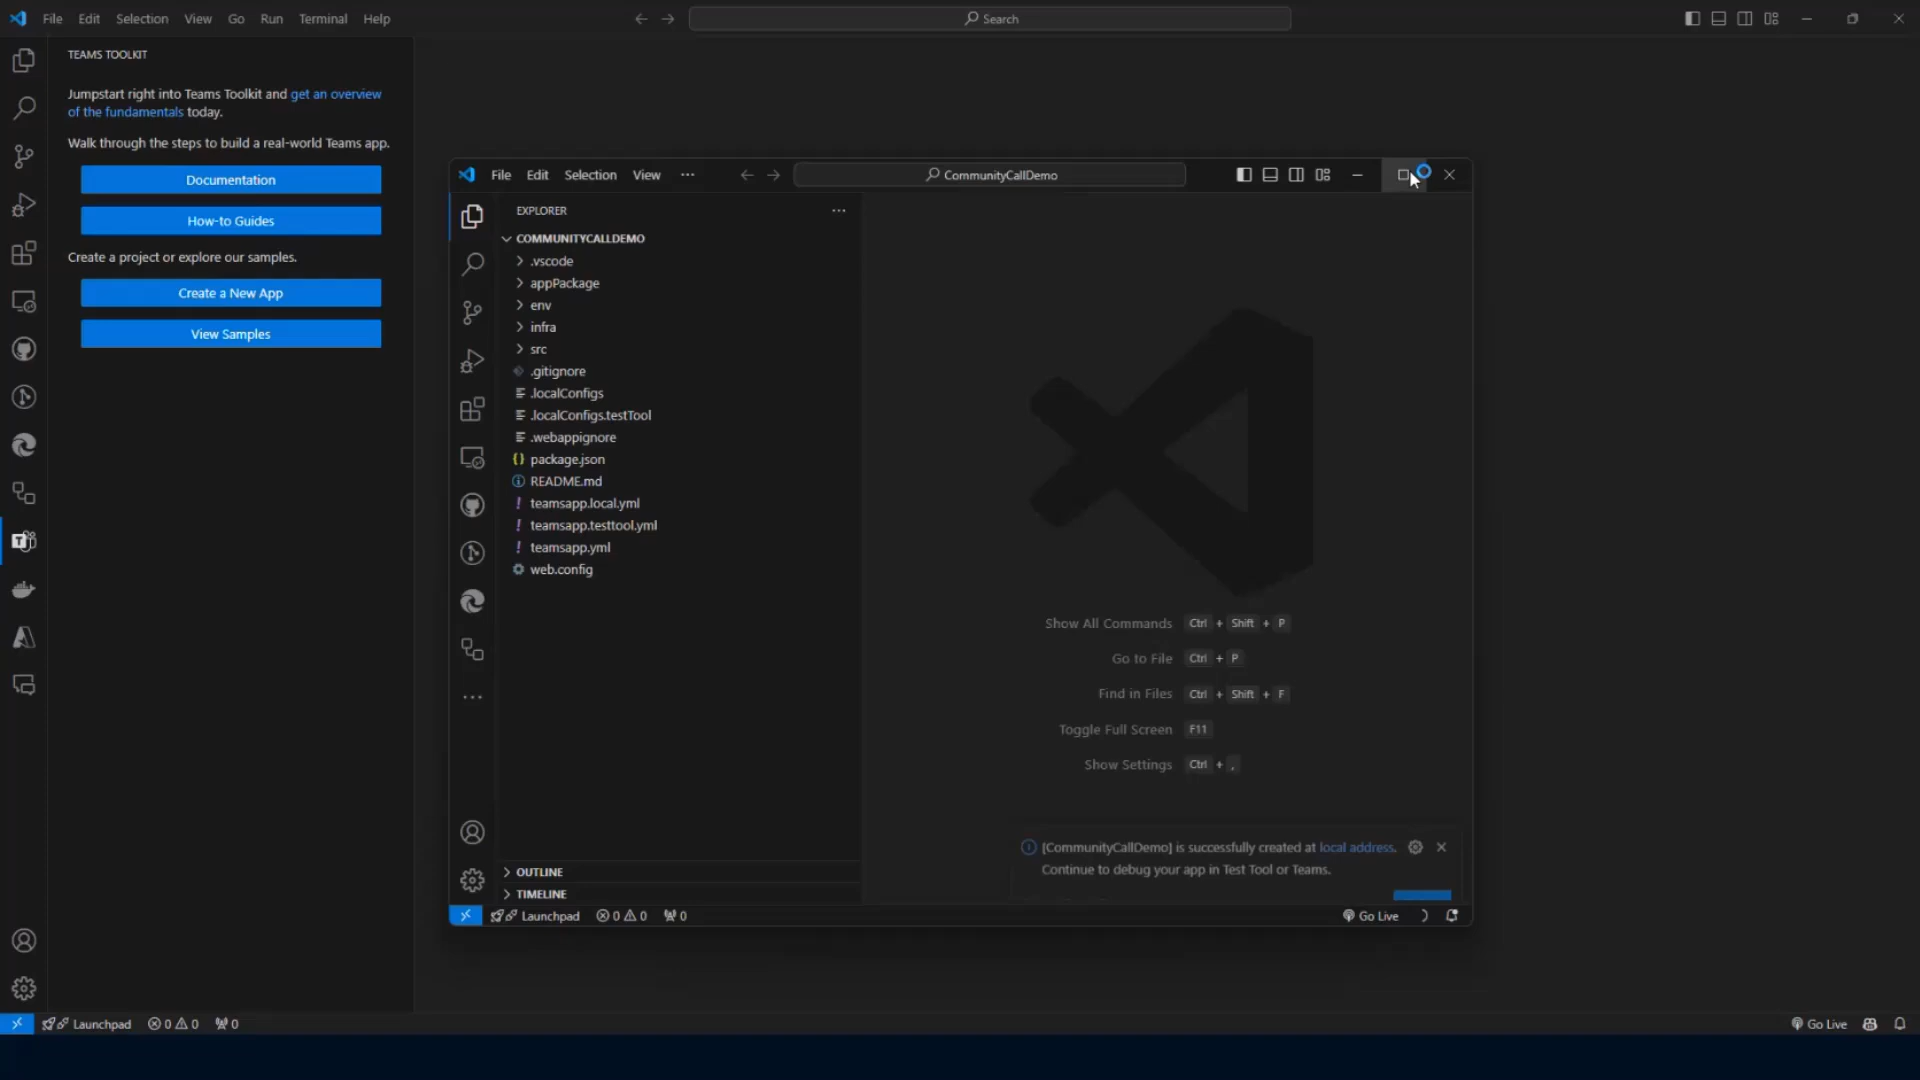 File Edit Selection View Go Run Terminal Help
Search
TEAMS TOOLKIT
Jumpstart right into Teams Toolkit and get an overview
of the fundamentals today.
Walk through the steps to build a real-world Teams app.
Documentation
How-to Guides
Create a project or explore our samples.
Create a New App
View Samples
File Edit Selection View ···
CommunityCallDemo
EXPLORER
COMMUNITYCALLDEMO
.vscode
appPackage
env
infra
src
.gitignore
.localConfigs
.localConfigs.testTool
.webappignore
package.json
README.md
teamsapp.local.yml
teamsapp.testtool.yml
teamsapp.yml
web.config
OUTLINE
TIMELINE
Show All Commands Ctrl + Shift + P
Go to File Ctrl + P
Find in Files Ctrl + Shift + F
Toggle Full Screen F11
Show Settings Ctrl + ,
[CommunityCallDemo] is successfully created at local address.
Continue to debug your app in Test Tool or Teams.
Launchpad 0 0 0 Go Live
Launchpad 0 0 0 Go Live